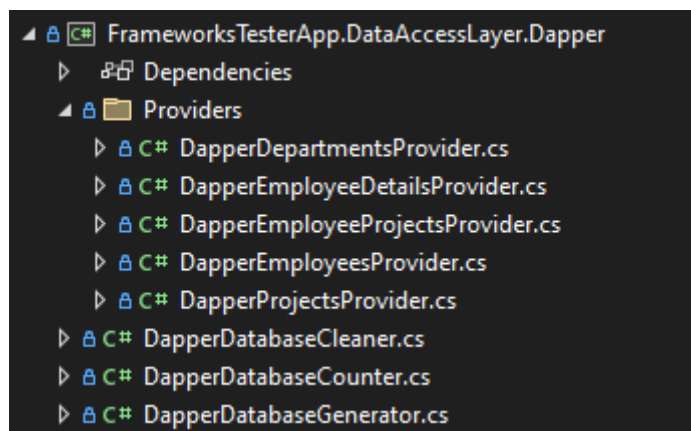 C# FrameworksTesterApp.DataAccessLayer.Dapper
Dependencies
Providers
C# DapperDepartmentsProvider.cs
C# DapperEmployeeDetailsProvider.cs
C# DapperEmployeeProjectsProvider.cs
C# DapperEmployeesProvider.cs
C# DapperProjectsProvider.cs
C# DapperDatabaseCleaner.cs
C# DapperDatabaseCounter.cs
C# DapperDatabaseGenerator.cs